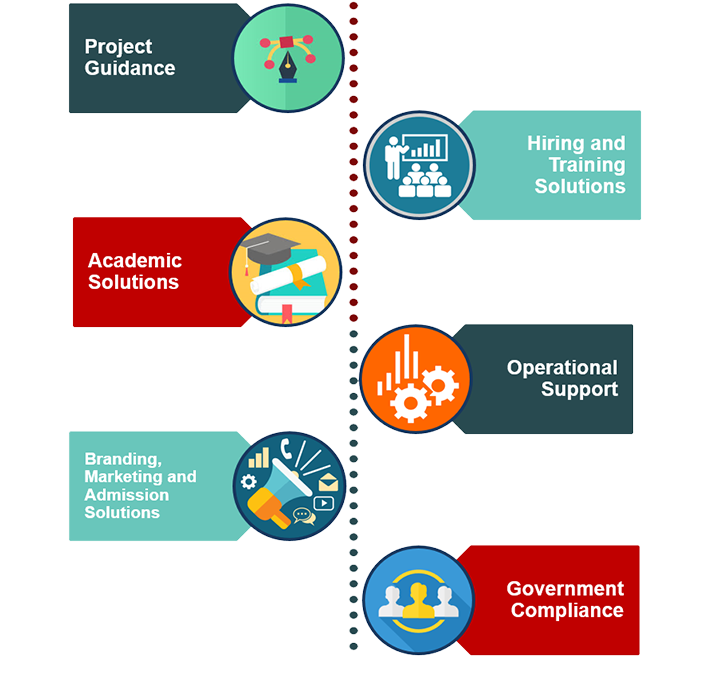 Project
Guidance
Hiring and
Training
Solutions
Academic
Solutions
Operational
Support
Branding,
Marketing and
Admission
Solutions
Government
Compliance